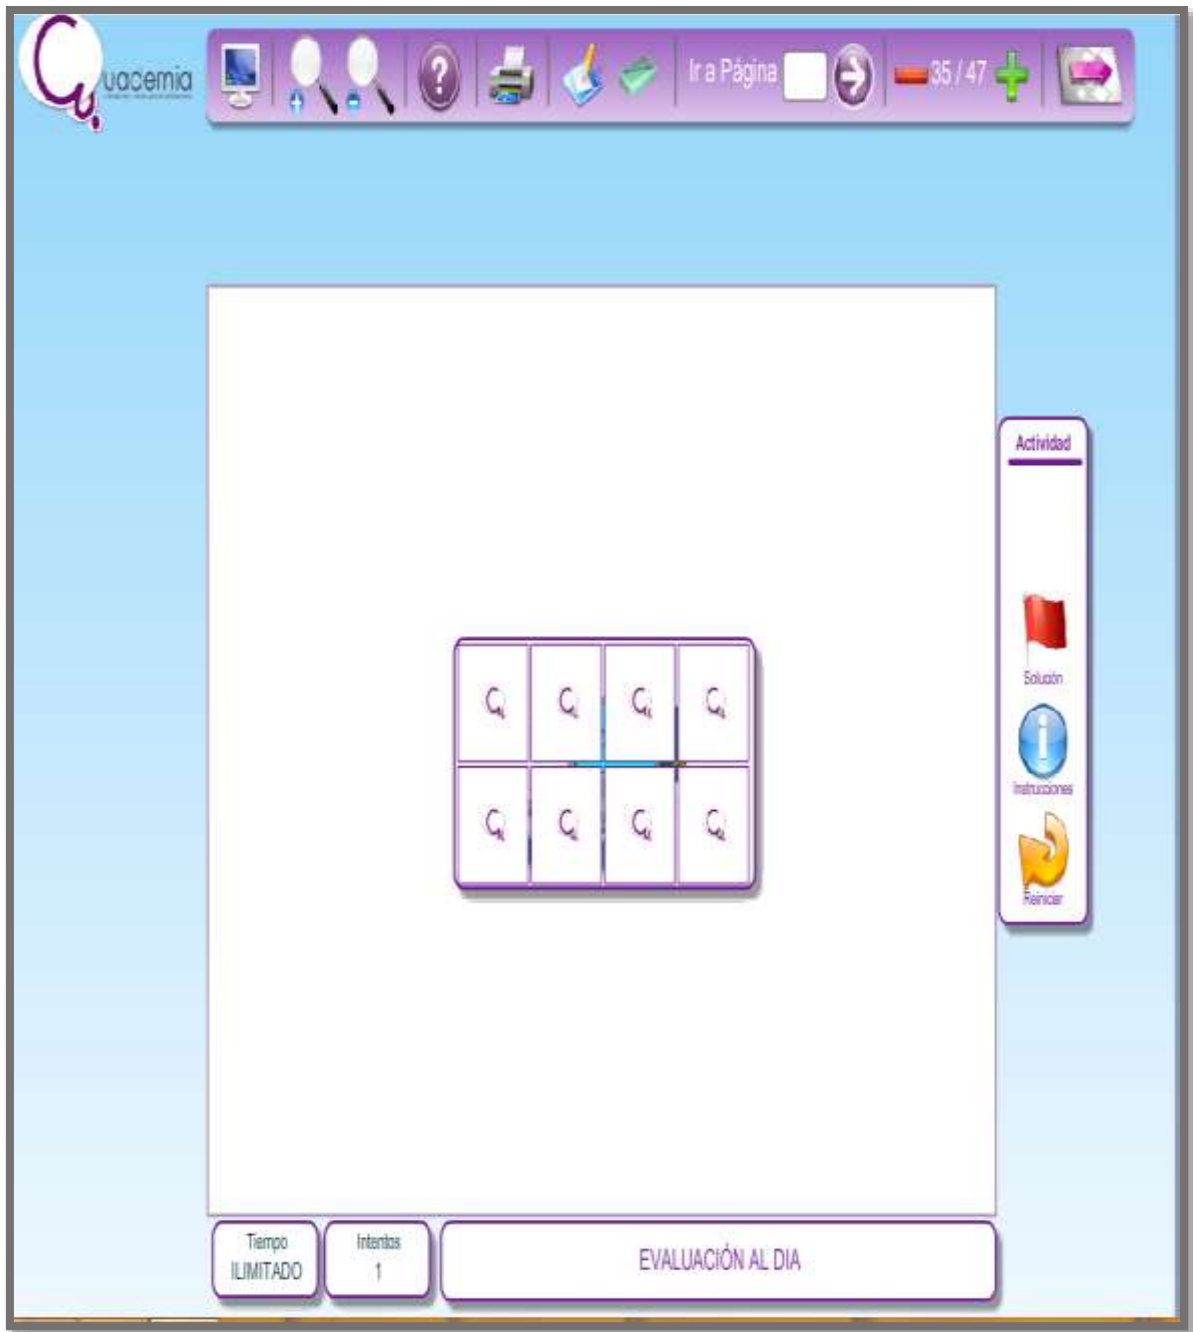 uacemia
Ir a Página
35 / 47
Actividad
Solución
Instrucciones
Reiniciar
Tiempo
ILIMITADO
Intentos
1
EVALUACIÓN AL DIA